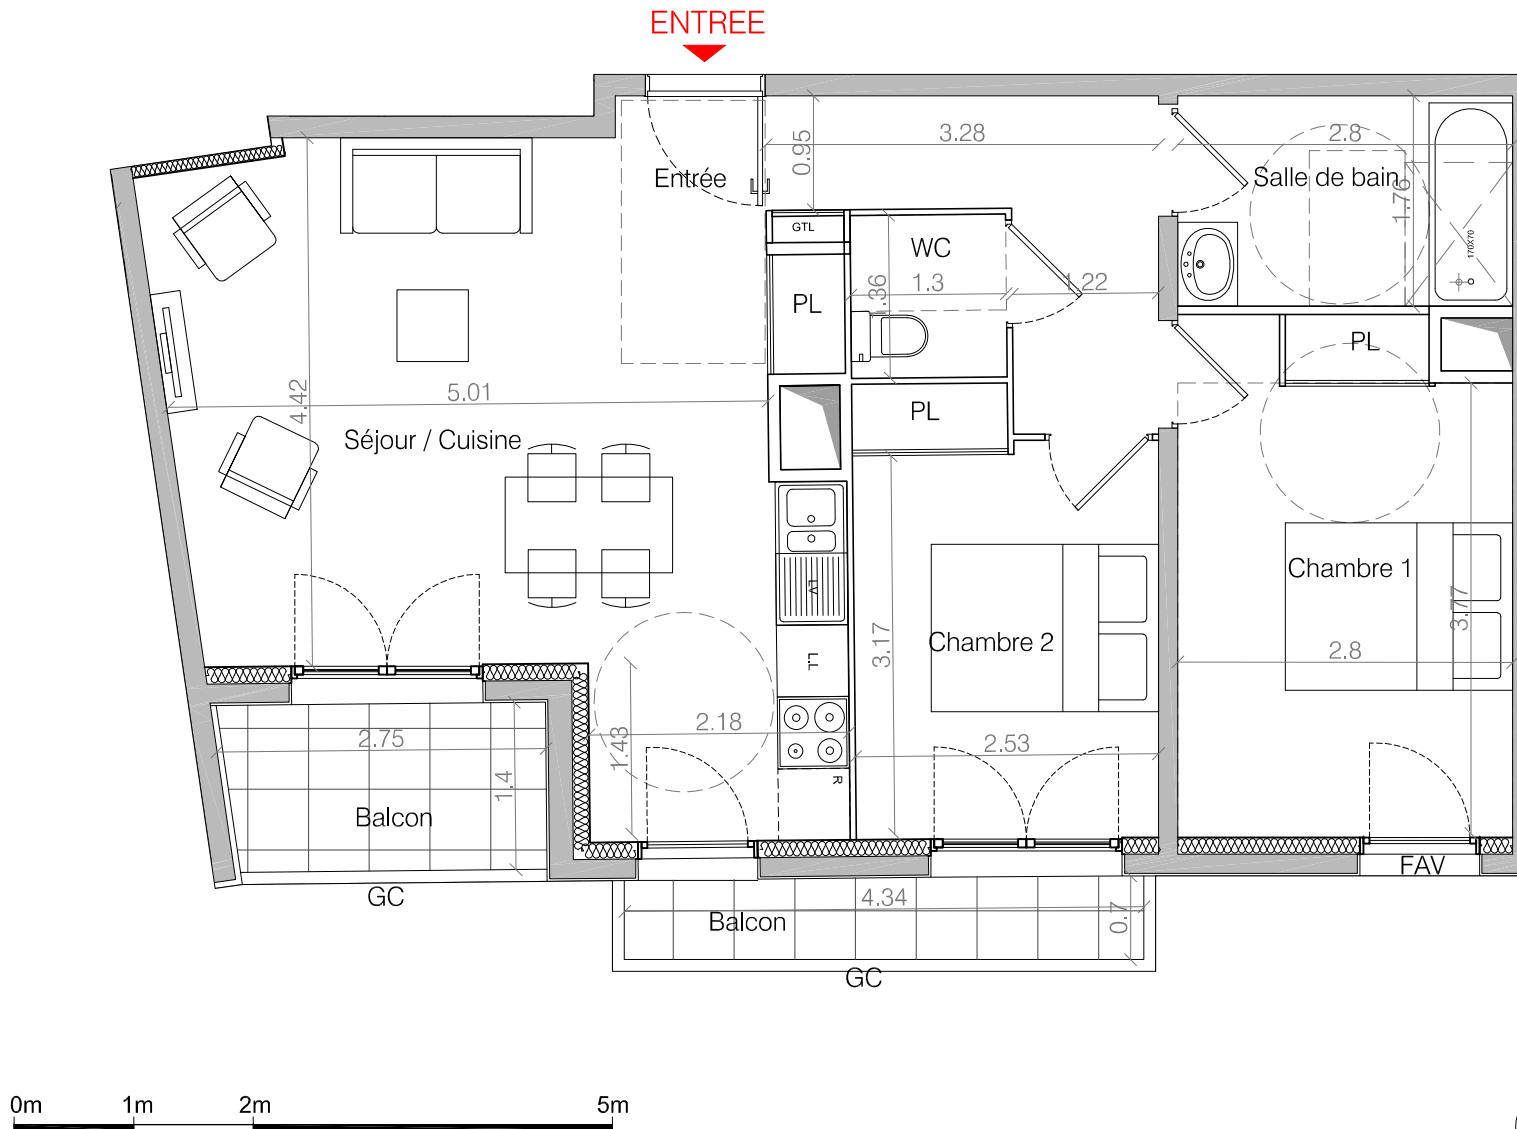 ENTREE
3.28
2.8
0.95
Entrée
Salle de bain
1.76
GTL
WC
170X70
1.3
1.22
.36
PL
PL
5.01
4.42
PL
Séjour / Cuisine
Chambre 1
LV
3.77
3.17
Chambre 2
2.8
LL
2.18
1.43
2.75
2.53
1.4
R
Balcon
FAV
GC
4.34
0.7
Balcon
GC
0m 1m 2m 5m